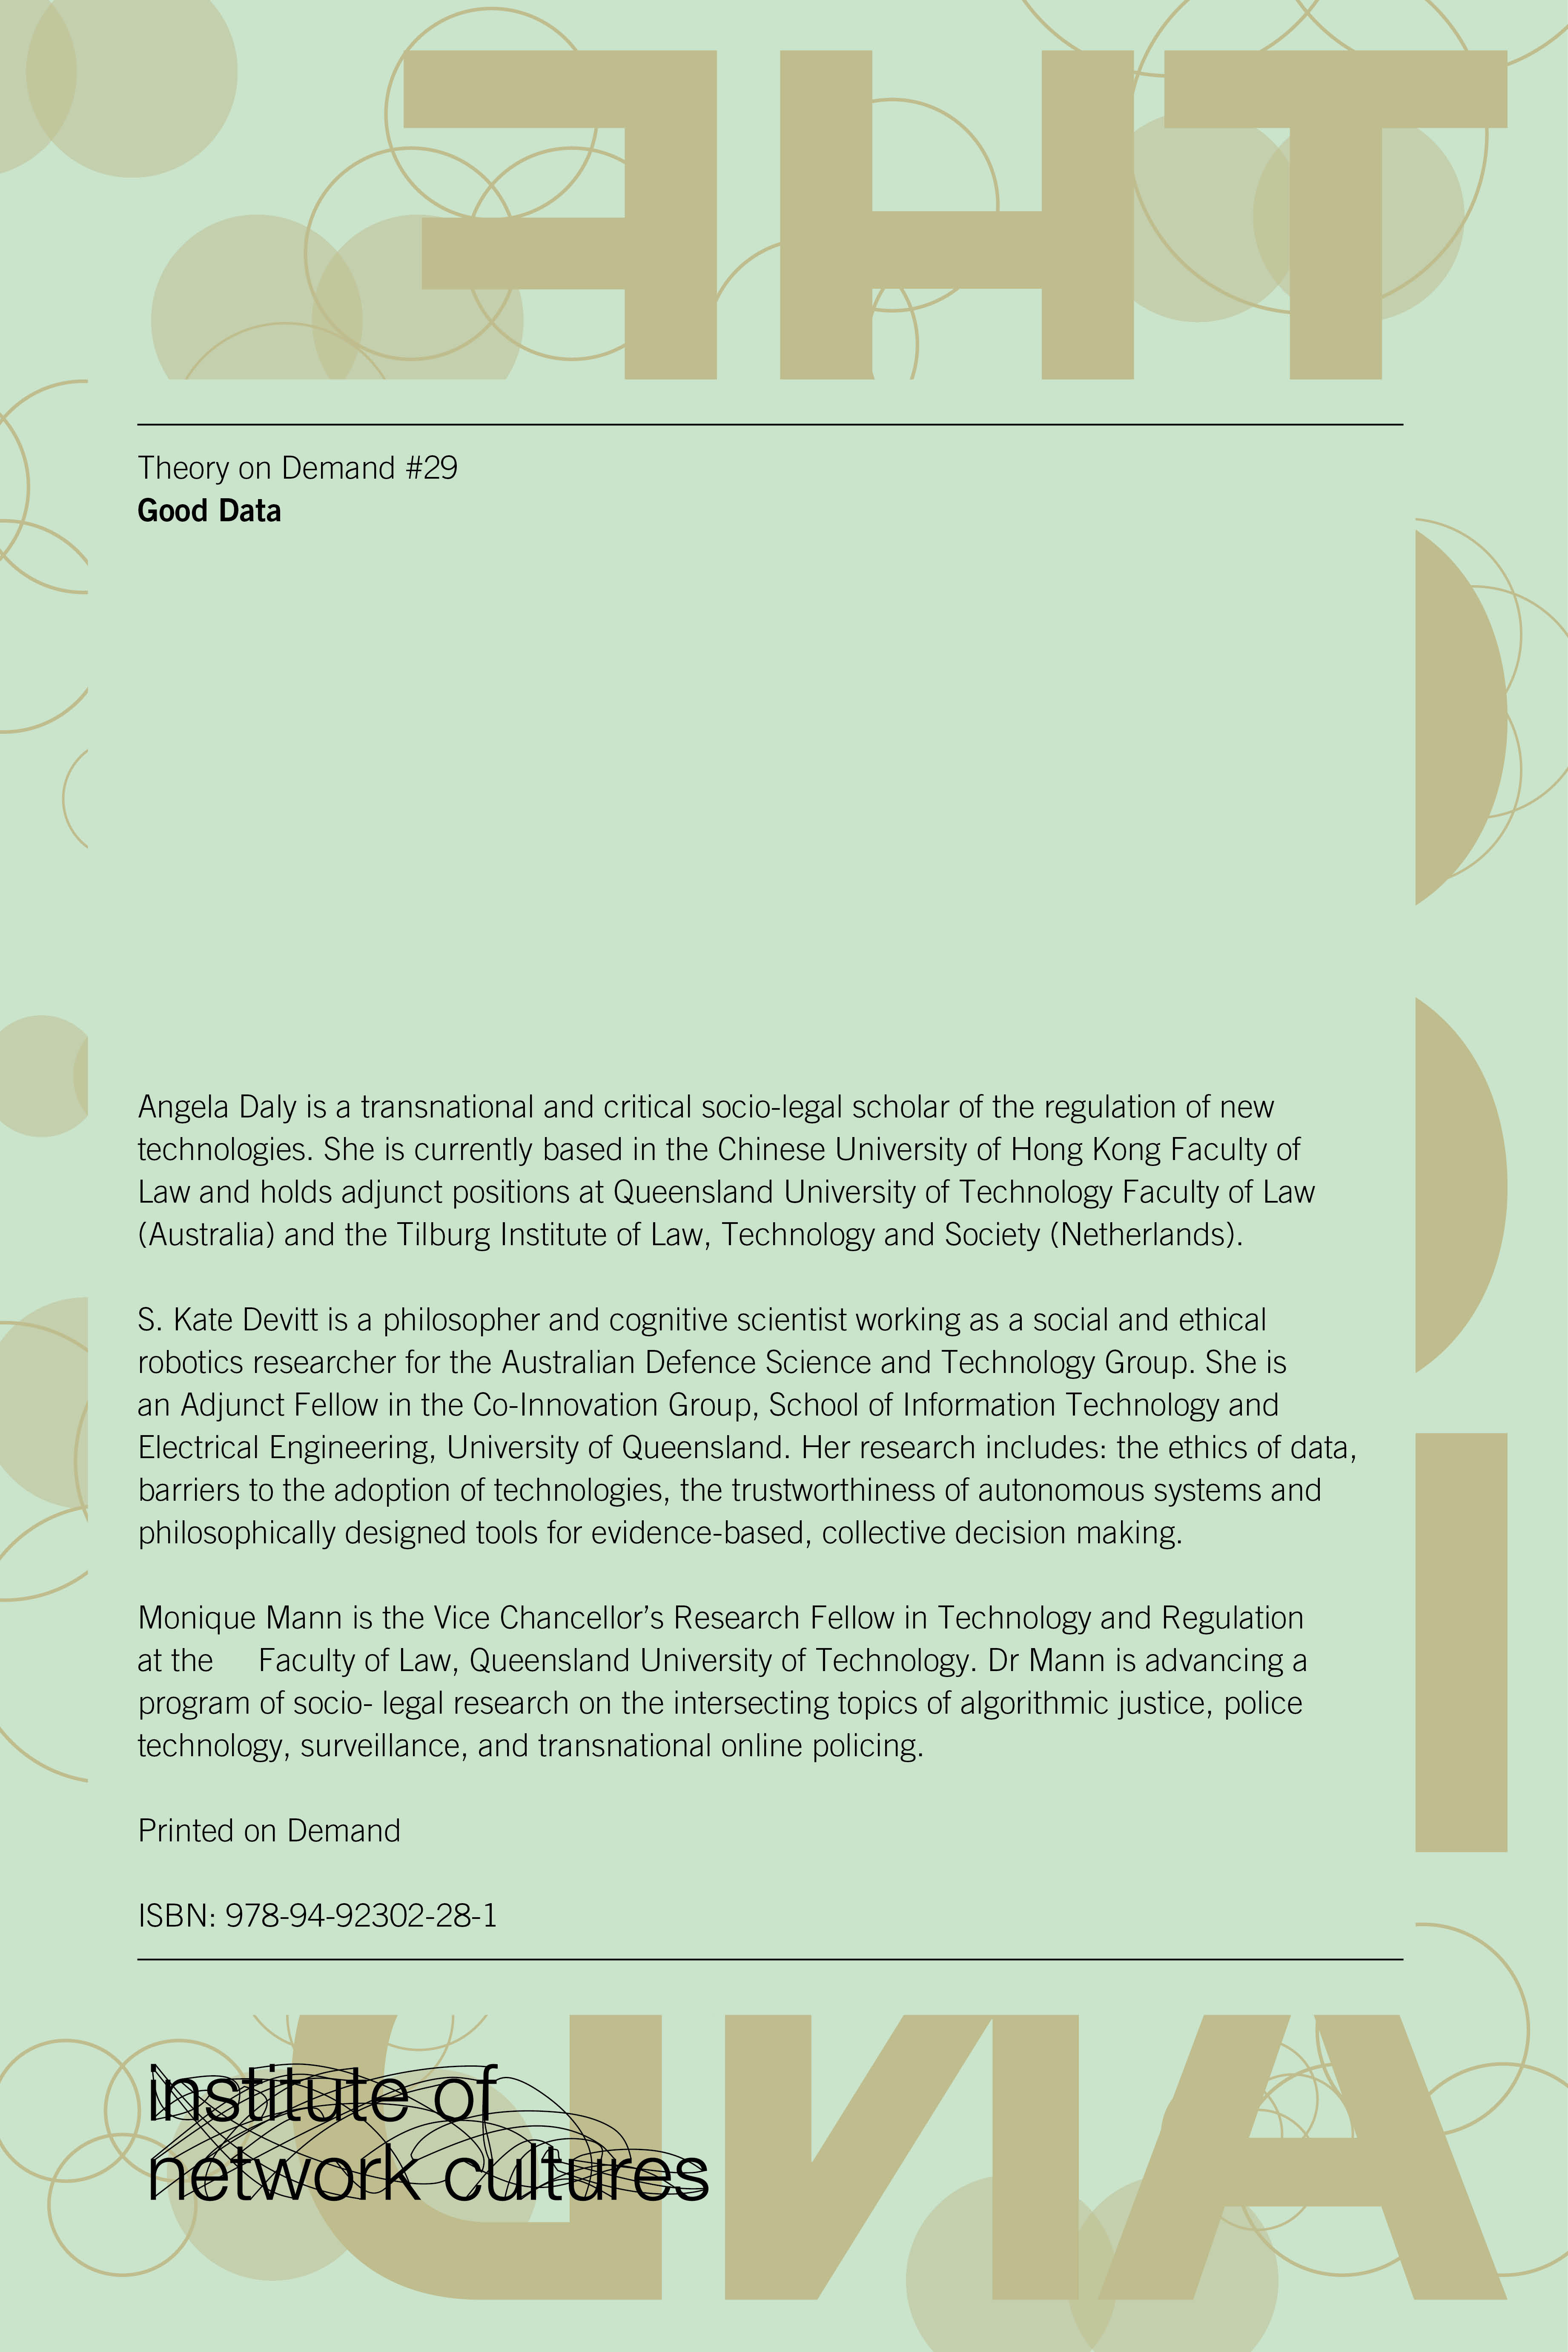 THE
Theory on Demand #29
Good Data
Angela Daly is a transnational and critical socio-legal scholar of the regulation of new
technologies. She is currently based in the Chinese University of Hong Kong Faculty of
Law and holds adjunct positions at Queensland University of Technology Faculty of Law
(Australia) and the Tilburg Institute of Law, Technology and Society (Netherlands).
S. Kate Devitt is a philosopher and cognitive scientist working as a social and ethical
robotics researcher for the Australian Defence Science and Technology Group. She is
an Adjunct Fellow in the Co-Innovation Group, School of Information Technology and
Electrical Engineering, University of Queensland. Her research includes: the ethics of data,
barriers to the adoption of technologies, the trustworthiness of autonomous systems and
philosophically designed tools for evidence-based, collective decision making.
Monique Mann is the Vice Chancellor’s Research Fellow in Technology and Regulation
at the Faculty of Law, Queensland University of Technology. Dr Mann is advancing a
program of socio- legal research on the intersecting topics of algorithmic justice, police
technology, surveillance, and transnational online policing.
Printed on Demand
ISBN: 978-94-92302-28-1
AND
institute of
network cultures